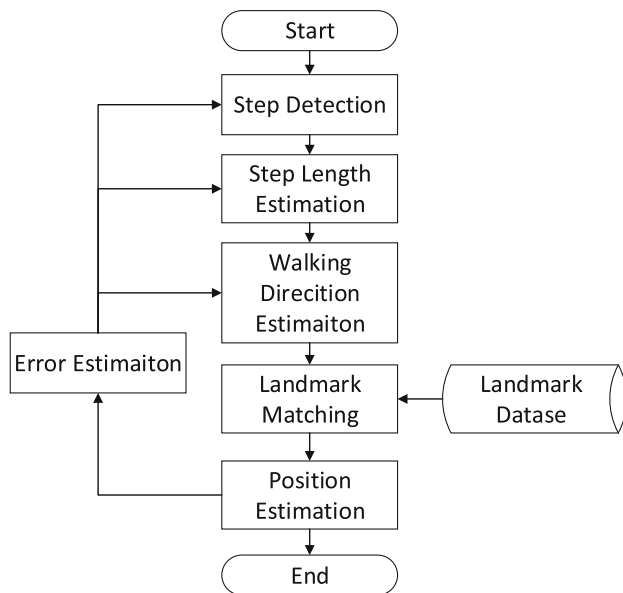 Start
Step Detection
Step Length
Estimation
Walking
Direcition
Estimaiton
Error Estimaiton
Landmark
Matching
Landmark
Datase
Position
Estimation
End